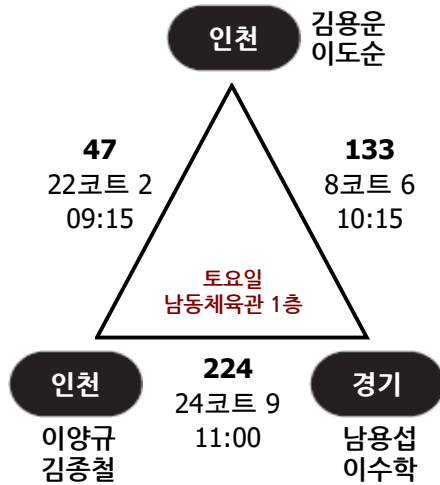 인천
김용운
이도순
47
22코트 2
09:15
133
8코트 6
10:15
토요일
남동체육관 1층
인천
이양규
김종철
224
24코트 9
11:00
경기
남용섭
이수학